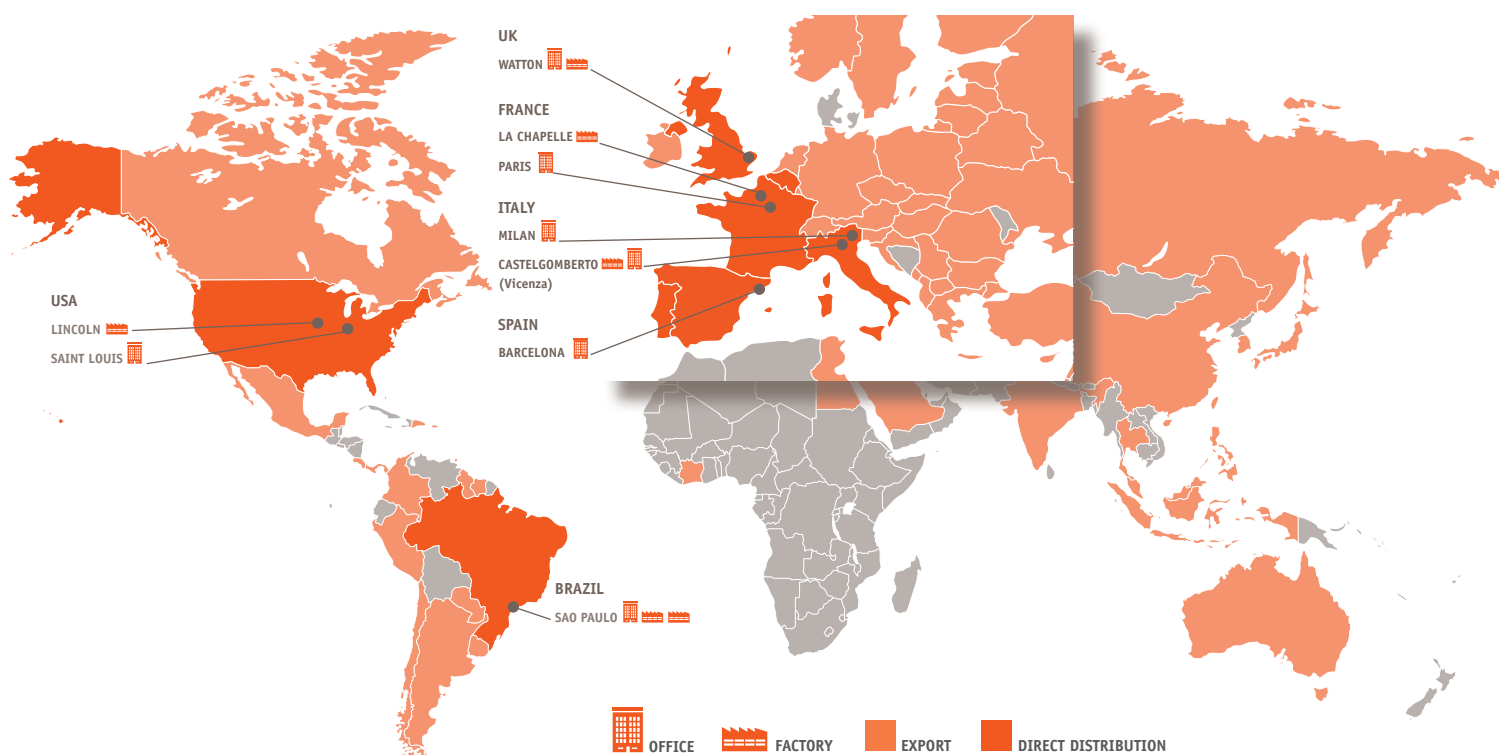 UK
WATTON
FRANCE
LA CHAPELLE
PARIS
ITALY
MILAN
CASTELGOMBERTO
(Vicenza)
SPAIN
BARCELONA
USA
LINCOLN
SAINT LOUIS
BRAZIL
SAO PAULO
OFFICE
FACTORY
EXPORT
DIRECT DISTRIBUTION